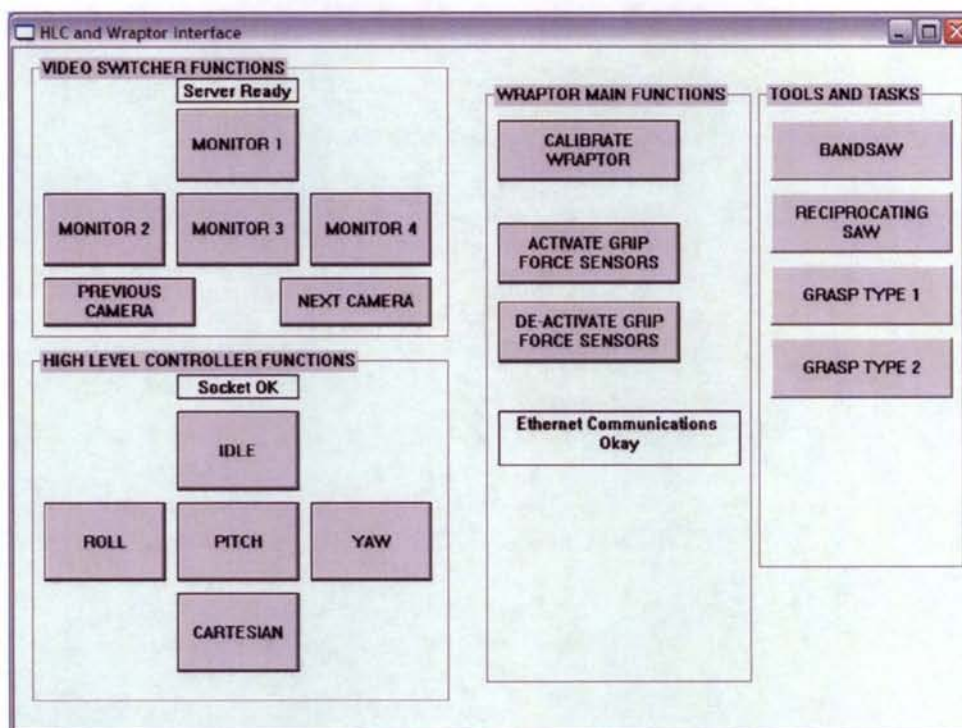 HLC and Wraptor Interface
VIDEO SWITCHER FUNCTIONS
Server Ready
MONITOR 1
MONITOR 2
MONITOR 3
MONITOR 4
PREVIOUS
CAMERA
NEXT CAMERA
HIGH LEVEL CONTROLLER FUNCTIONS
Socket OK
IDLE
ROLL
PITCH
YAW
CARTESIAN
WRAPTOR MAIN FUNCTIONS
CALIBRATE
WRAPTOR
ACTIVATE GRIP
FORCE SENSORS
DE-ACTIVATE GRIP
FORCE SENSORS
Ethernet Communications
Okay
TOOLS AND TASKS
BANDSAW
RECIPROCATING
SAW
GRASP TYPE 1
GRASP TYPE 2